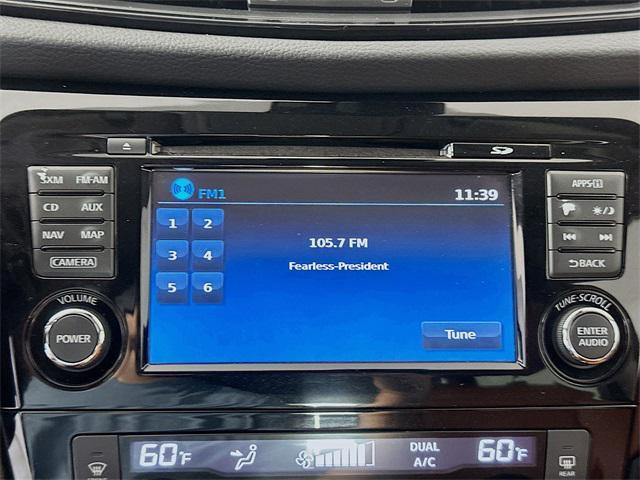 SXM FM-AM
CD AUX
NAV MAP
CAMERA
VOLUME
POWER
FM1 11:39
1 2
3 4
5 6
105.7 FM
Fearless-President
Tune
APPS
BACK
TUNE·SCROLL
ENTER
AUDIO
60°F
DUAL
A/C
60°F
REAR